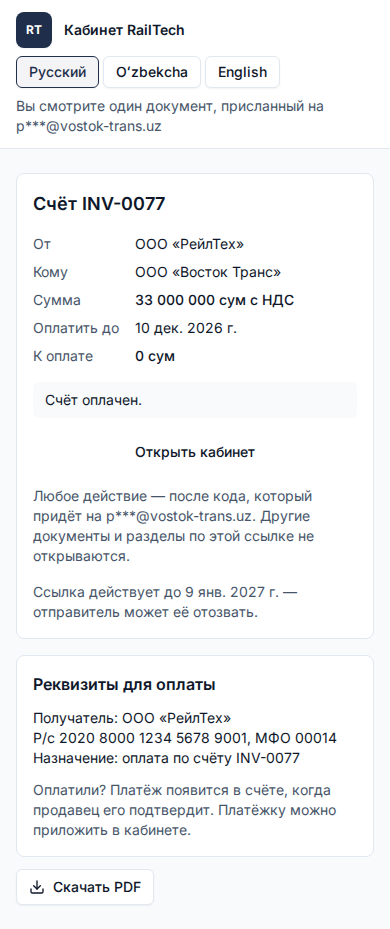 RT
Кабинет RailTech
Русский
Oʻzbekcha
English
Вы смотрите один документ, присланный на
p***@vostok-trans.uz
Счёт INV-0077
От
ООО «РейлТех»
Кому
ООО «Восток Транс»
Сумма
33 000 000 сум с НДС
Оплатить до
10 дек. 2026 г.
К оплате
0 сум
Счёт оплачен.
Открыть кабинет
Любое действие — после кода, который
придёт на p***@vostok-trans.uz. Другие
документы и разделы по этой ссылке не
открываются.
Ссылка действует до 9 янв. 2027 г. —
отправитель может её отозвать.
Реквизиты для оплаты
Получатель: ООО «РейлТех»
Р/с 2020 8000 1234 5678 9001, МФО 00014
Назначение: оплата по счёту INV-0077
Оплатили? Платёж появится в счёте, когда
продавец его подтвердит. Платёжку можно
приложить в кабинете.
Скачать PDF